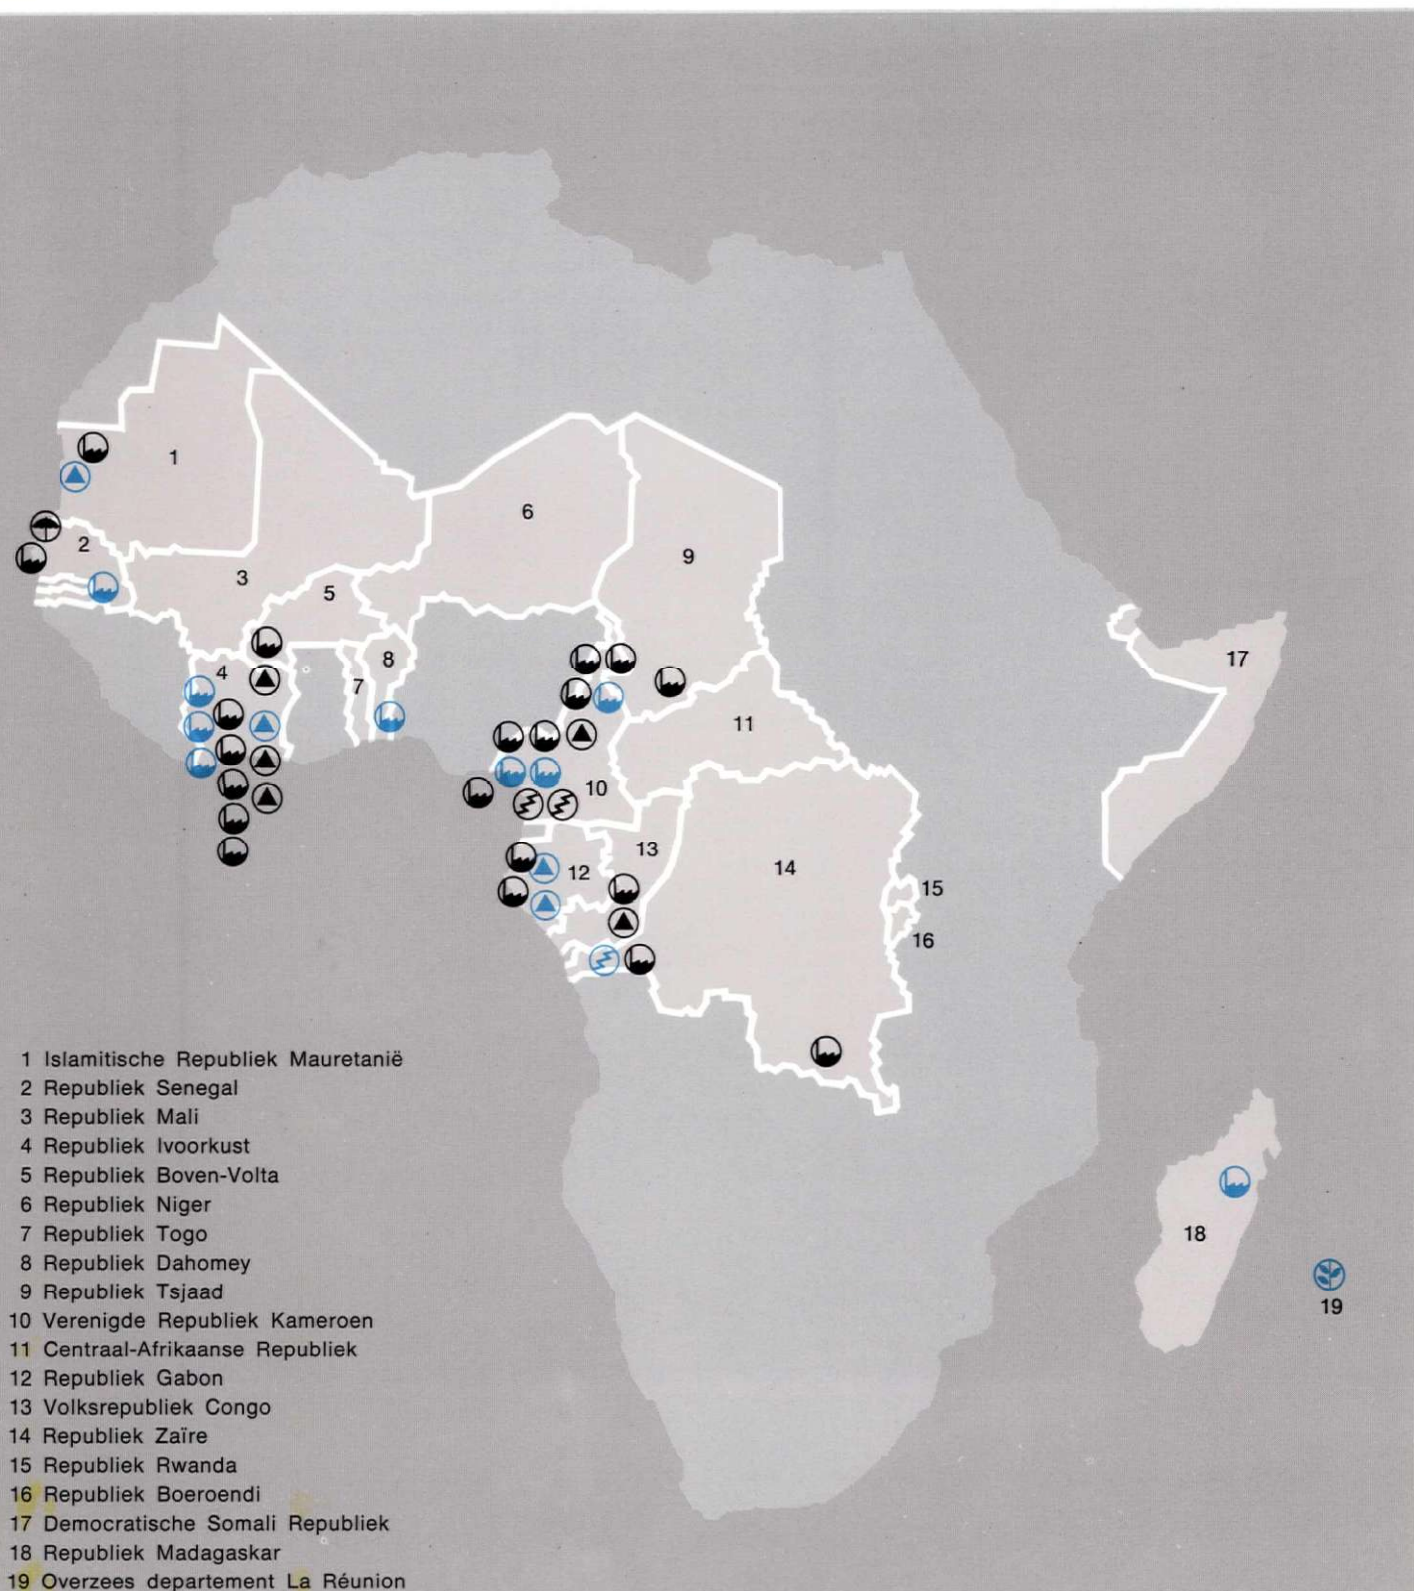 1
2
3
4
5
6
7
8
9
10
11
12
13
14
15
16
17
18
19
1 Islamitische Republiek Mauretanië
2 Republiek Senegal
3 Republiek Mali
4 Republiek Ivoorkust
5 Republiek Boven-Volta
6 Republiek Niger
7 Republiek Togo
8 Republiek Dahomey
9 Republiek Tsjaad
10 Verenigde Republiek Kameroen
11 Centraal-Afrikaanse Republiek
12 Republiek Gabon
13 Volksrepubliek Congo
14 Republiek Zaïre
15 Republiek Rwanda
16 Republiek Boeroendi
17 Democratische Somali Republiek
18 Republiek Madagaskar
19 Overzees departement La Réunion